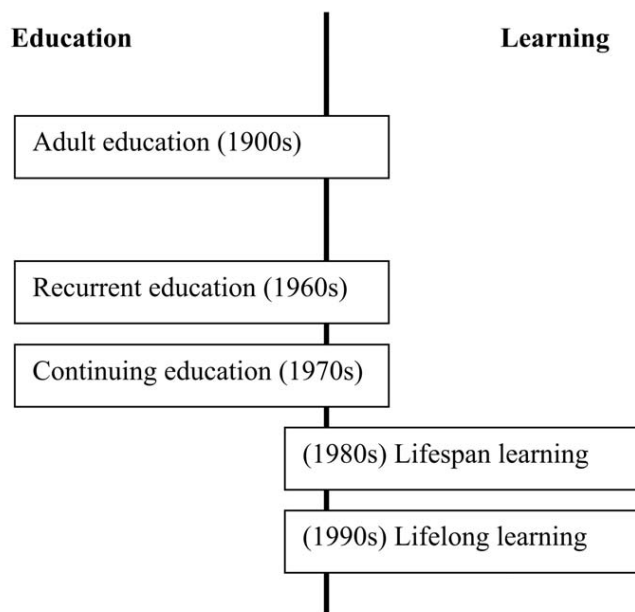 Education
Learning
Adult education (1900s)
Recurrent education (1960s)
Continuing education (1970s)
(1980s) Lifespan learning
(1990s) Lifelong learning